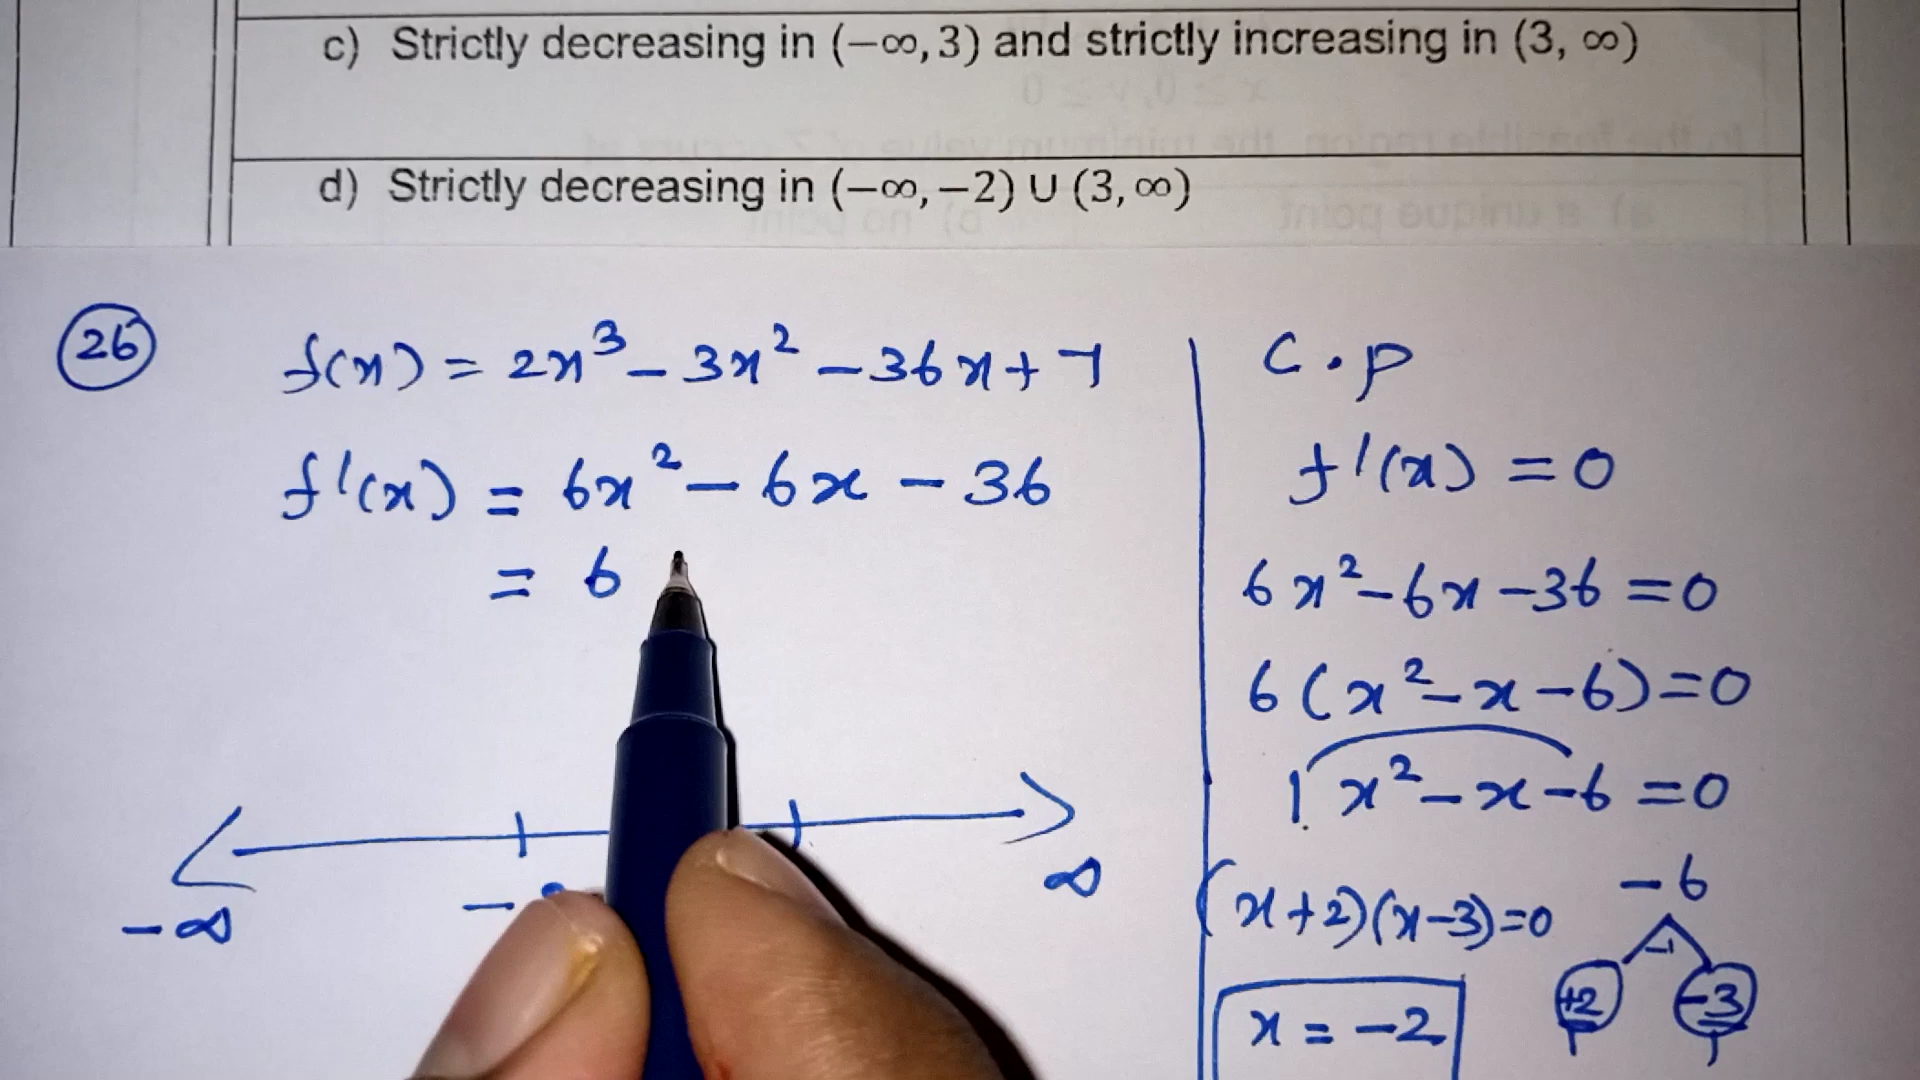 c) Strictly decreasing in (−∞, 3) and strictly increasing in (3, ∞)
d) Strictly decreasing in (−∞, −2) ∪ (3, ∞)
26
f(x) = 2x³ − 3x² − 36x + 7
f'(x) = 6x² − 6x − 36
= 6
−∞
∞
C.P
f'(x) = 0
6x² − 6x − 36 = 0
6(x² − x − 6) = 0
1 x² − x − 6 = 0
(x+2)(x−3)=0
−6
−1
+2 −3
x = −2